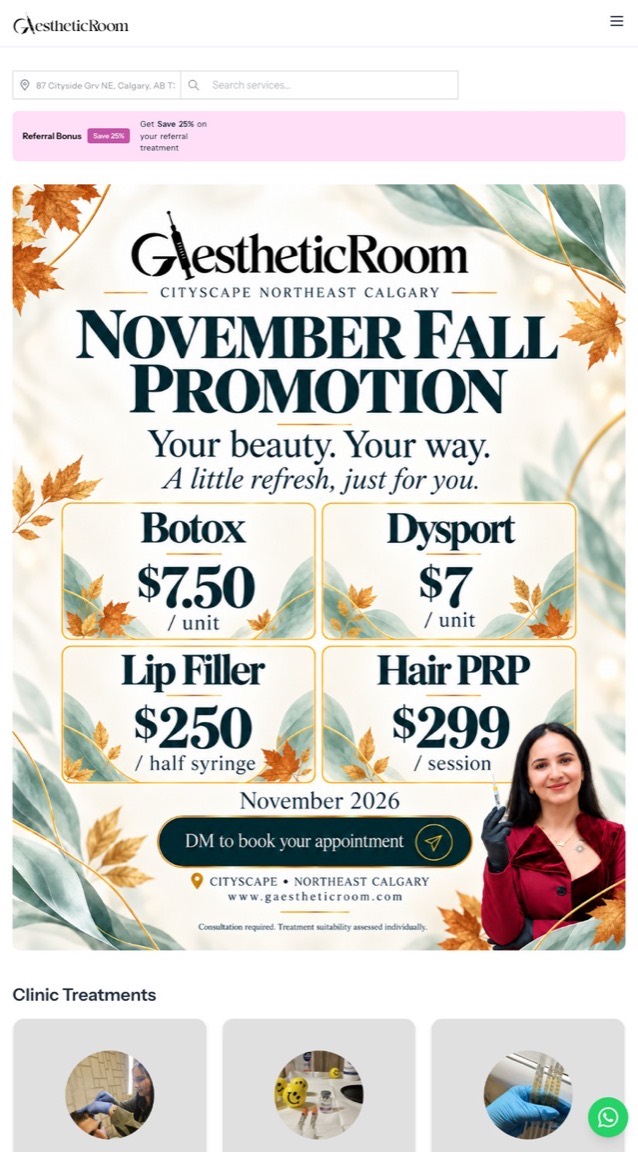 GAestheticRoom
87 Cityside Grv NE, Calgary, AB T
Search services...
Referral Bonus
Save 25%
Get Save 25% on
your referral
treatment
GAestheticRoom
CITYSCAPE NORTHEAST CALGARY
NOVEMBER FALL
PROMOTION
Your beauty. Your way.
A little refresh, just for you.
Botox
$7.50
/ unit
Dysport
$7
/ unit
Lip Filler
$250
/ half syringe
Hair PRP
$299
/ session
November 2026
DM to book your appointment
CITYSCAPE • NORTHEAST CALGARY
www.gaestheticroom.com
Consultation required. Treatment suitability assessed individually.
Clinic Treatments